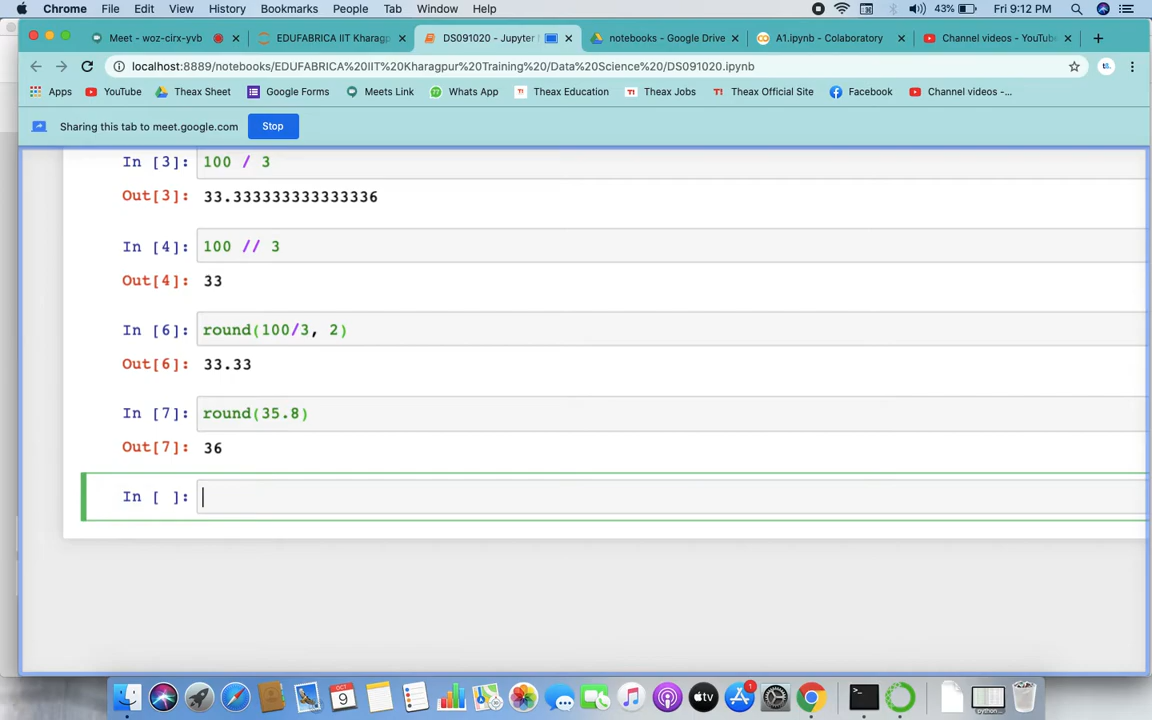 Chrome File Edit View History Bookmarks People Tab Window Help 43% Fri 9:12 PM
Meet - woz-cirx-yvb EDUFABRICA IIT Kharagp DS091020 - Jupyter notebooks - Google Drive A1.ipynb - Colaboratory Channel videos - YouTube
localhost:8889/notebooks/EDUFABRICA%20IIT%20Kharagpur%20Training%20/Data%20Science%20/DS091020.ipynb
Apps YouTube Theax Sheet Google Forms Meets Link Whats App Theax Education Theax Jobs Theax Official Site Facebook Channel videos -...
Sharing this tab to meet.google.com Stop
In [3]: 100 / 3
Out[3]: 33.333333333333336
In [4]: 100 // 3
Out[4]: 33
In [6]: round(100/3, 2)
Out[6]: 33.33
In [7]: round(35.8)
Out[7]: 36
In [ ]:
OCT
9
tv
1